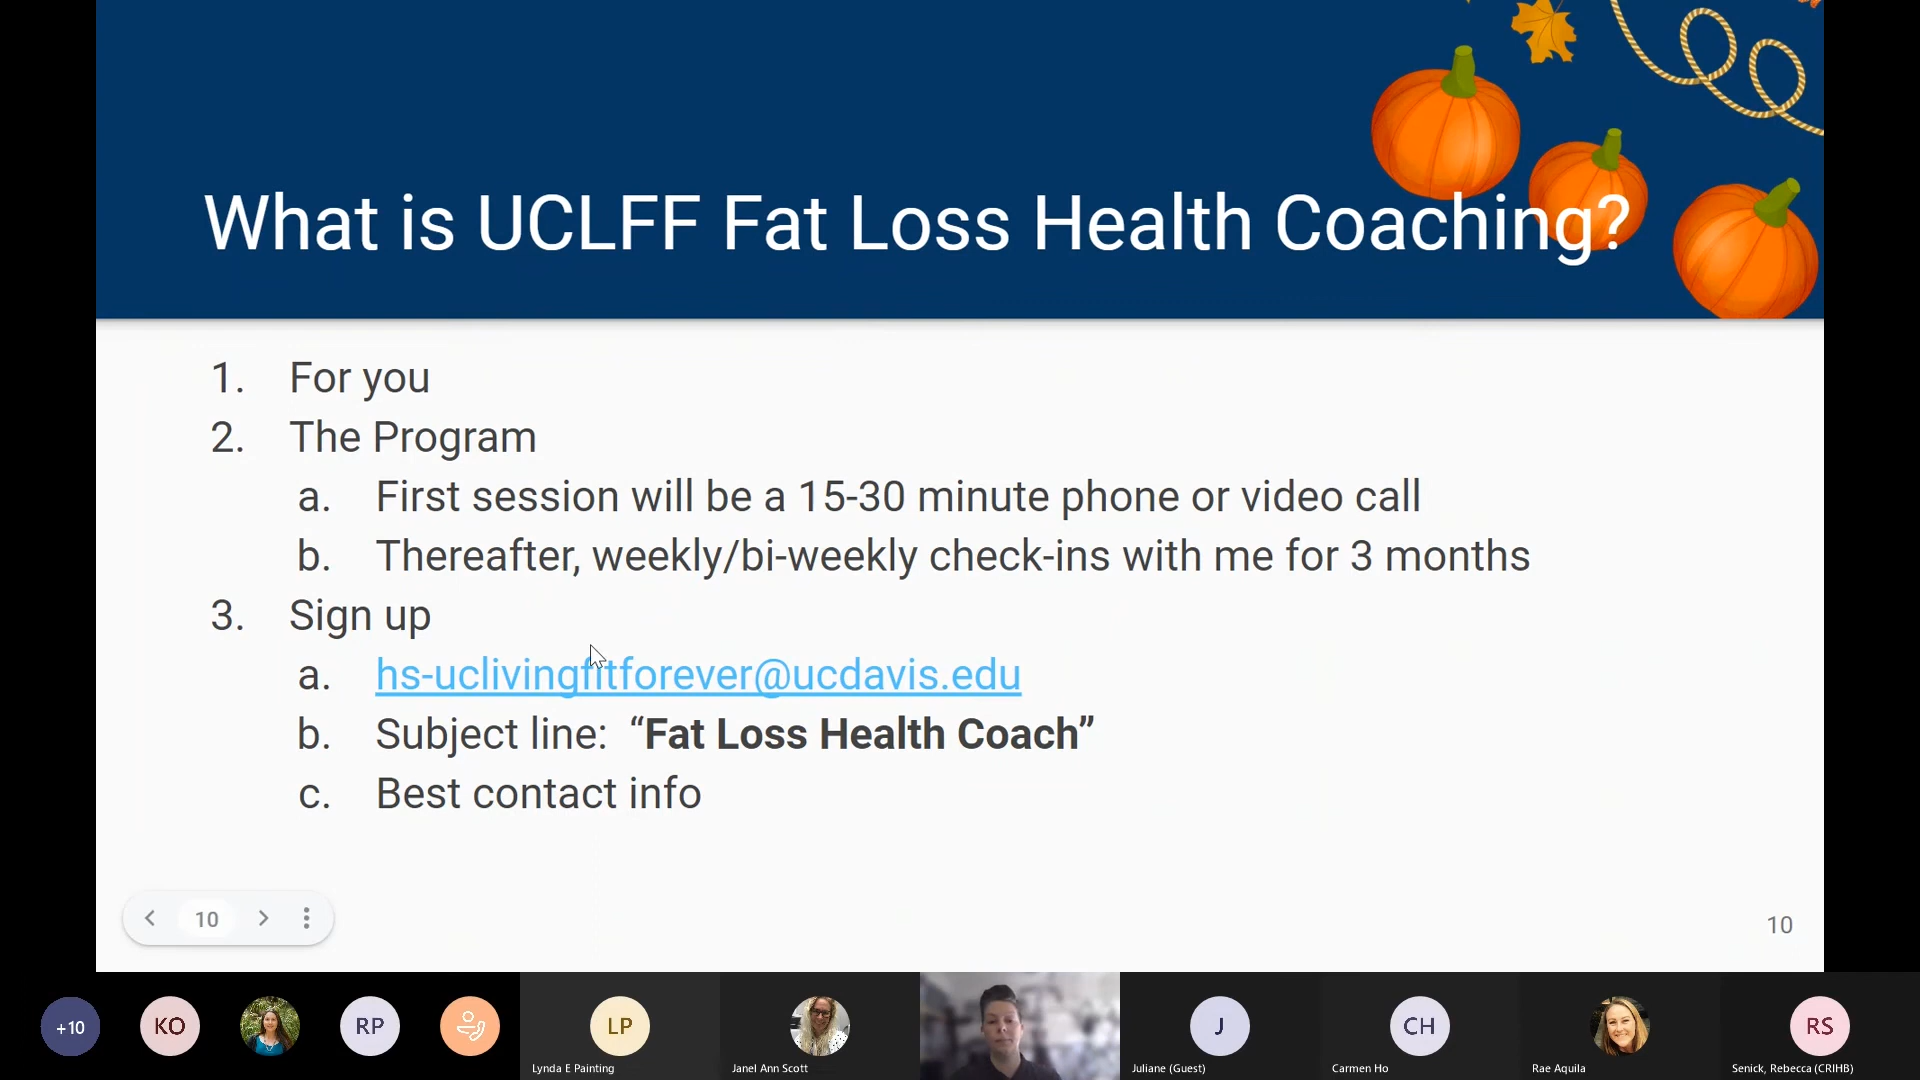 What is UCLFF Fat Loss Health Coaching?
1. For you
2. The Program
a. First session will be a 15-30 minute phone or video call
b. Thereafter, weekly/bi-weekly check-ins with me for 3 months
3. Sign up
a. hs-uclivingfitforever@ucdavis.edu
b. Subject line: “Fat Loss Health Coach”
c. Best contact info
10
10
+10
KO
RP
LP
J
CH
RS
Lynda E Painting
Janel Ann Scott
Juliane (Guest)
Carmen Ho
Rae Aquila
Senick, Rebecca (CRIHB)